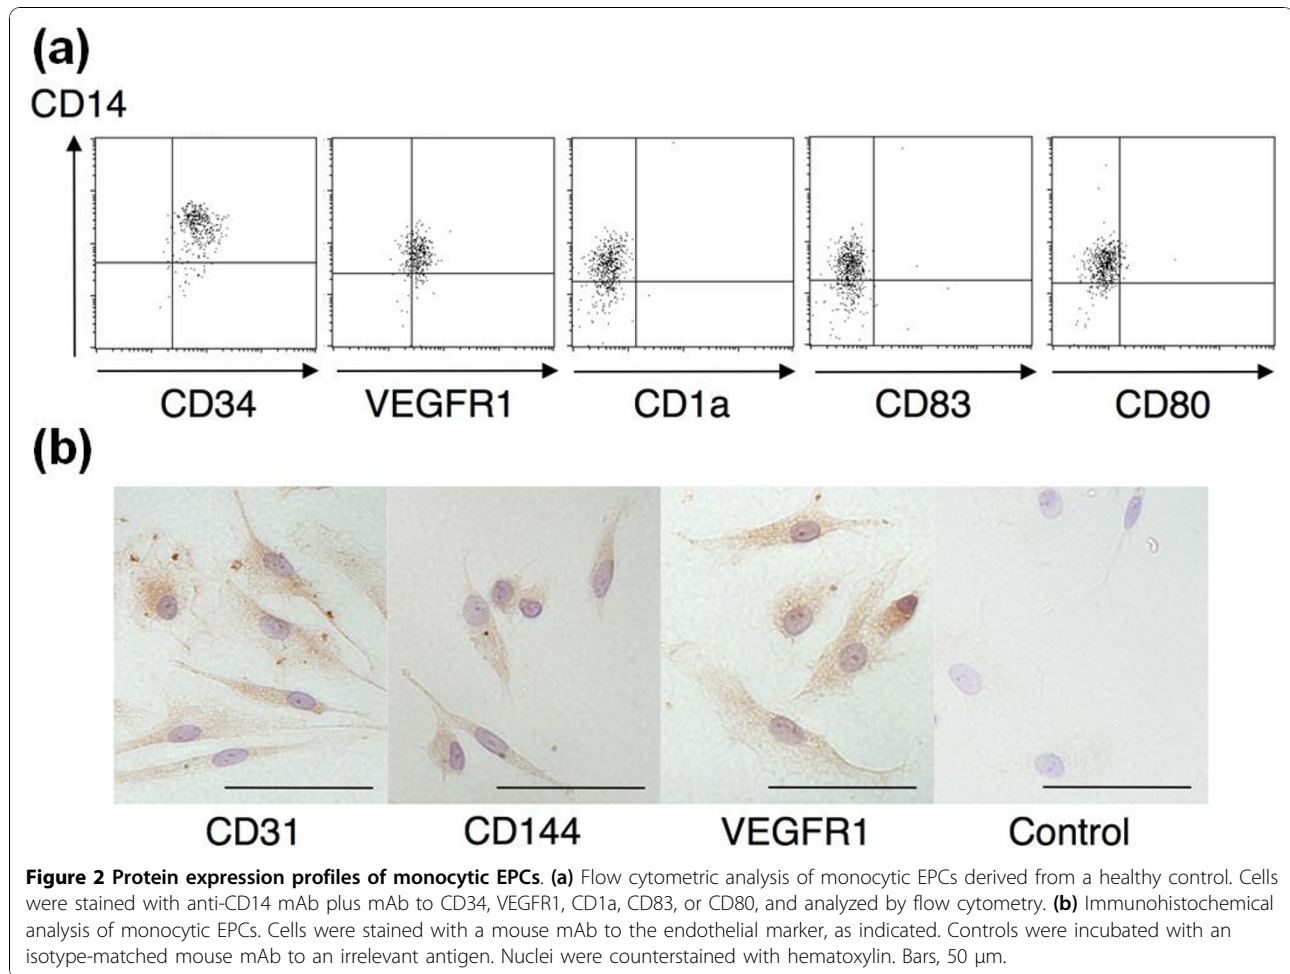 (a)
CD14
CD34 VEGFR1 CD1a CD83 CD80
(b)
CD31 CD144 VEGFR1 Control
Figure 2 Protein expression profiles of monocytic EPCs. (a) Flow cytometric analysis of monocytic EPCs derived from a healthy control. Cells
were stained with anti-CD14 mAb plus mAb to CD34, VEGFR1, CD1a, CD83, or CD80, and analyzed by flow cytometry. (b) Immunohistochemical
analysis of monocytic EPCs. Cells were stained with a mouse mAb to the endothelial marker, as indicated. Controls were incubated with an
isotype-matched mouse mAb to an irrelevant antigen. Nuclei were counterstained with hematoxylin. Bars, 50 μm.